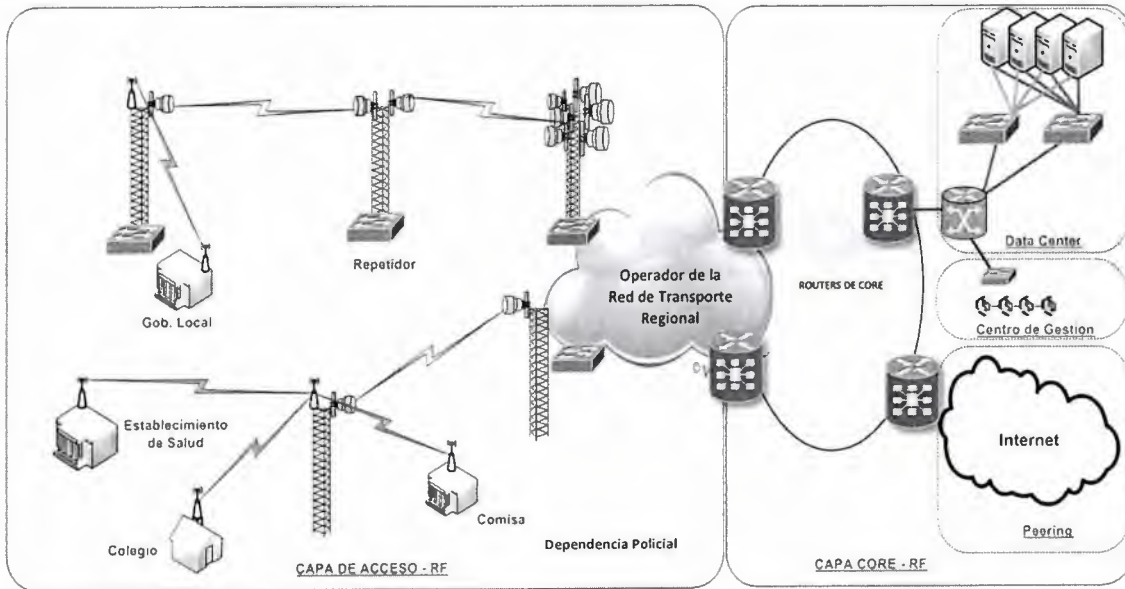 Repetidor
Gob. Local
Establecimiento
de Salud
Colegio
Comisa
Dependencia Policial
CAPA DE ACCESO - RF
Operador de la
Red de Transporte
Regional
ROUTERS DE CORE
Data Center
Centro de Gestión
Internet
Peering
CAPA CORE - RF